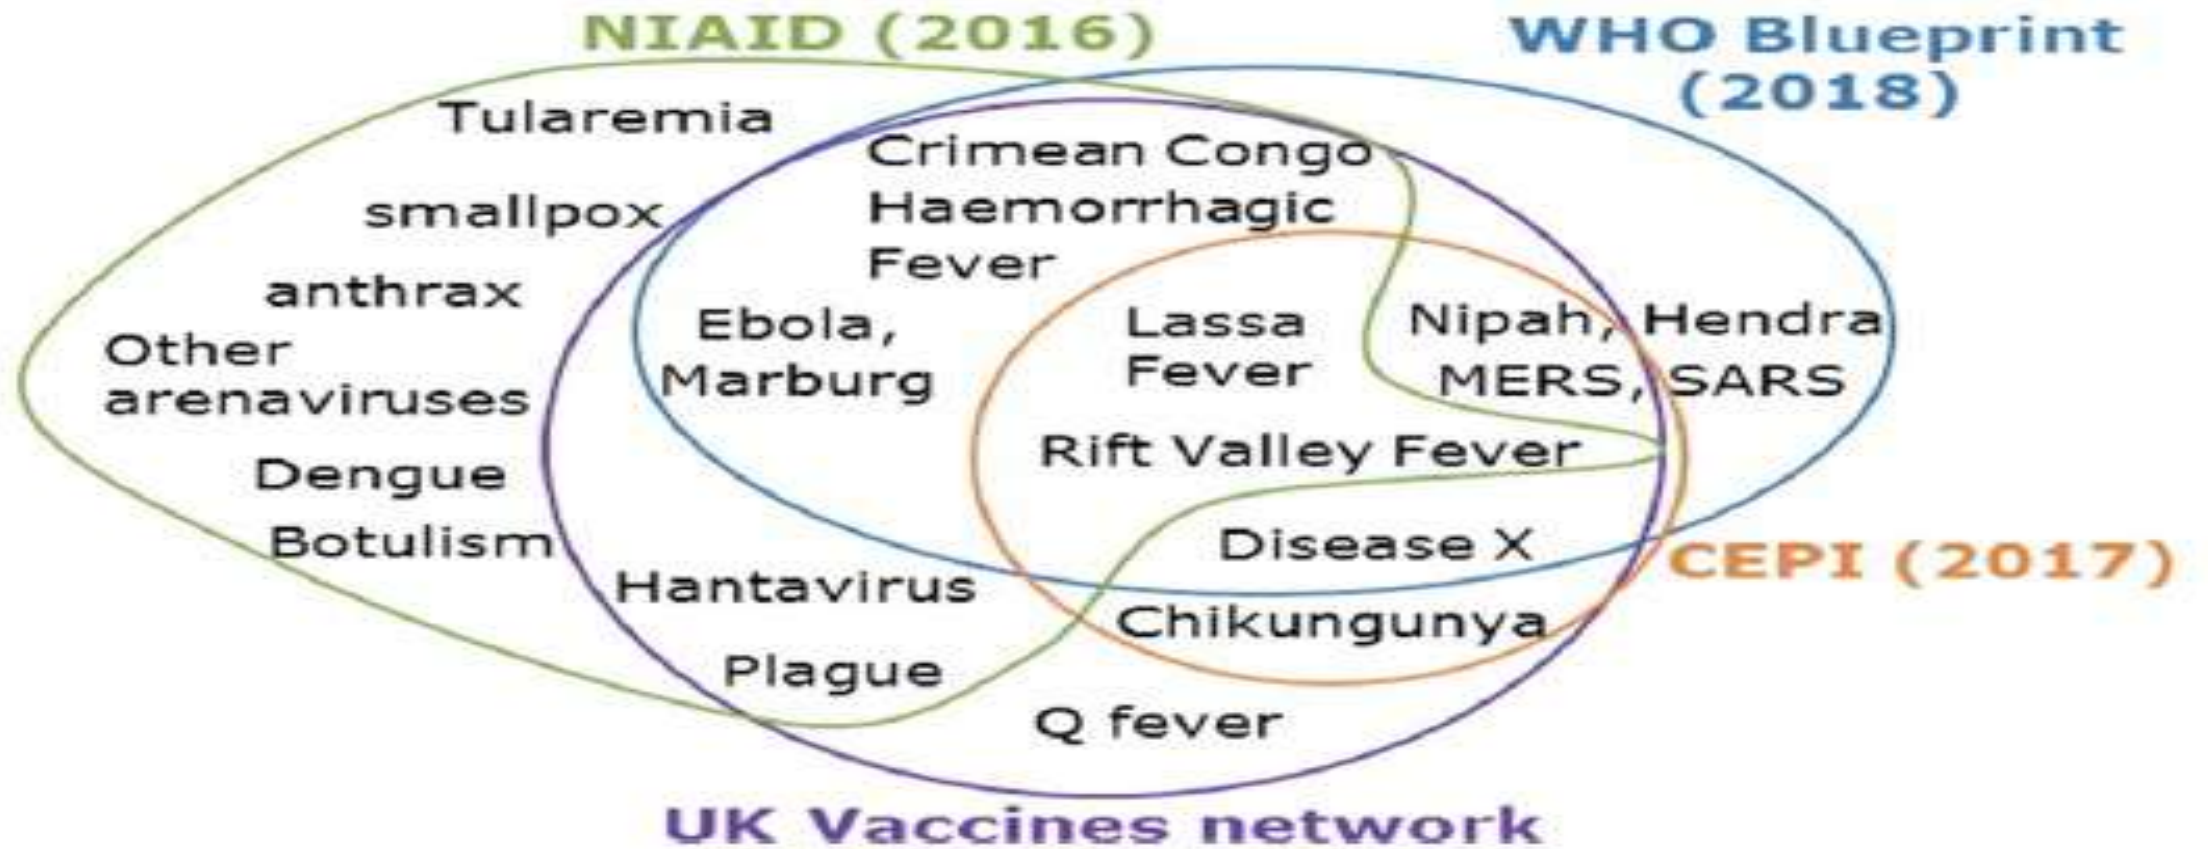 NIAID (2016)
WHO Blueprint
(2018)
Tularemia
smallpox
anthrax
Other
arenaviruses
Dengue
Botulism
Crimean Congo
Haemorrhagic
Fever
Ebola,
Marburg
Lassa
Fever
Nipah, Hendra
MERS, SARS
Rift Valley Fever
Disease X
CEPI (2017)
Hantavirus
Chikungunya
Plague
Q fever
UK Vaccines network